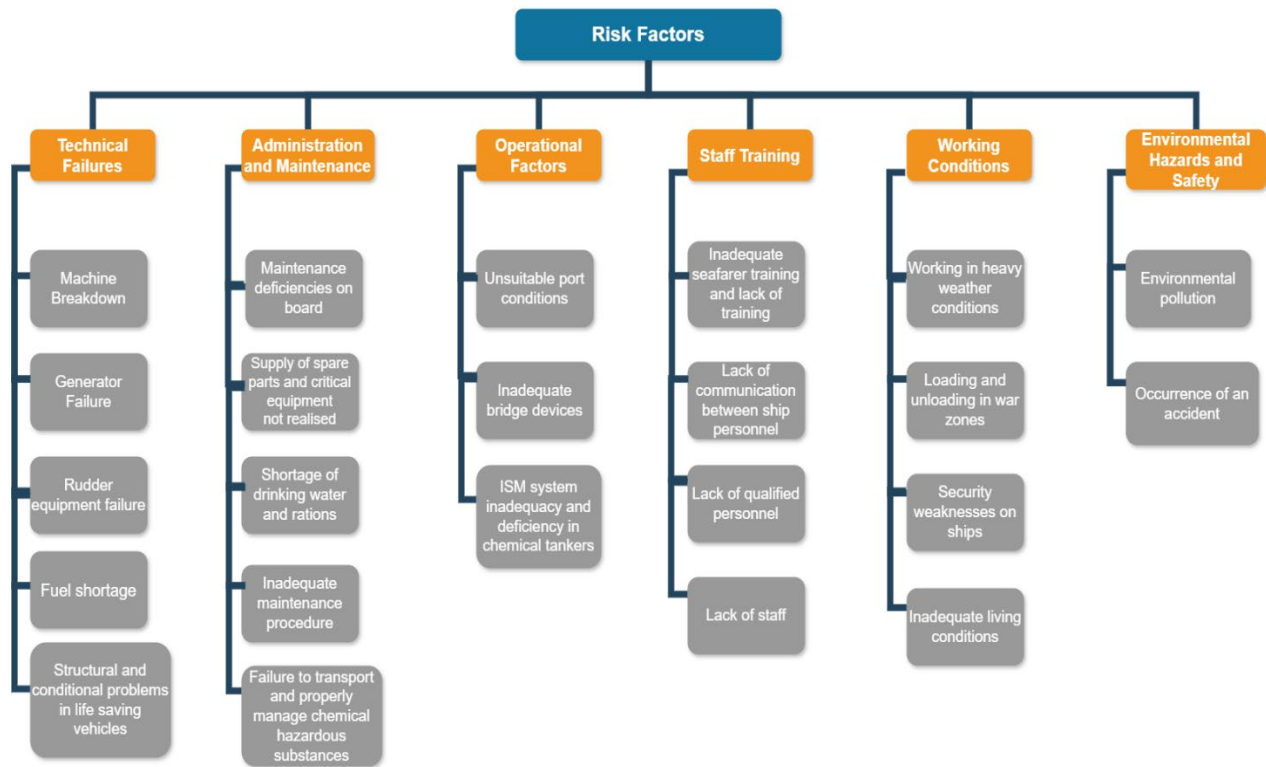 Risk Factors
Technical
Failures
Administration
and Maintenance
Operational
Factors
Staff Training
Working
Conditions
Environmental
Hazards and
Safety
Machine
Breakdown
Generator
Failure
Rudder
equipment failure
Fuel shortage
Structural and
conditional problems
in life saving
vehicles
Maintenance
deficiencies on
board
Supply of spare
parts and critical
equipment
not realised
Shortage of
drinking water
and rations
Inadequate
maintenance
procedure
Failure to transport
and properly
manage chemical
hazardous
substances
Unsuitable port
conditions
Inadequate
bridge devices
ISM system
inadequacy and
deficiency in
chemical tankers
Inadequate
seafarer training
and lack of
training
Lack of
communication
between ship
personnel
Lack of qualified
personnel
Lack of staff
Working in heavy
weather
conditions
Loading and
unloading in war
zones
Security
weaknesses on
ships
Inadequate living
conditions
Environmental
pollution
Occurrence of an
accident